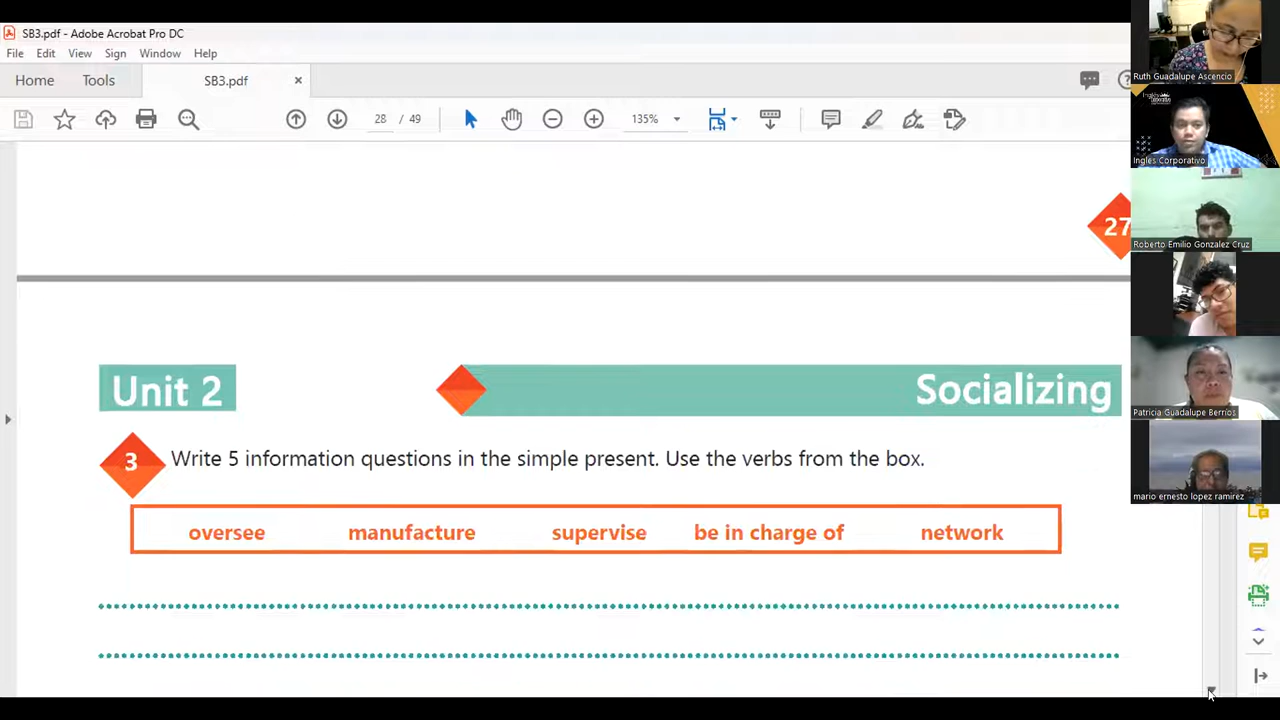 SB3.pdf - Adobe Acrobat Pro DC
File Edit View Sign Window Help
Home Tools SB3.pdf
28 / 49 135%
27
Unit 2 Socializing
3 Write 5 information questions in the simple present. Use the verbs from the box.
oversee manufacture supervise be in charge of network
Ruth Guadalupe Ascencio
Ingles Corporativo
Roberto Emilio Gonzalez Cruz
Patricia Guadalupe Berrios
mario ernesto lopez ramirez